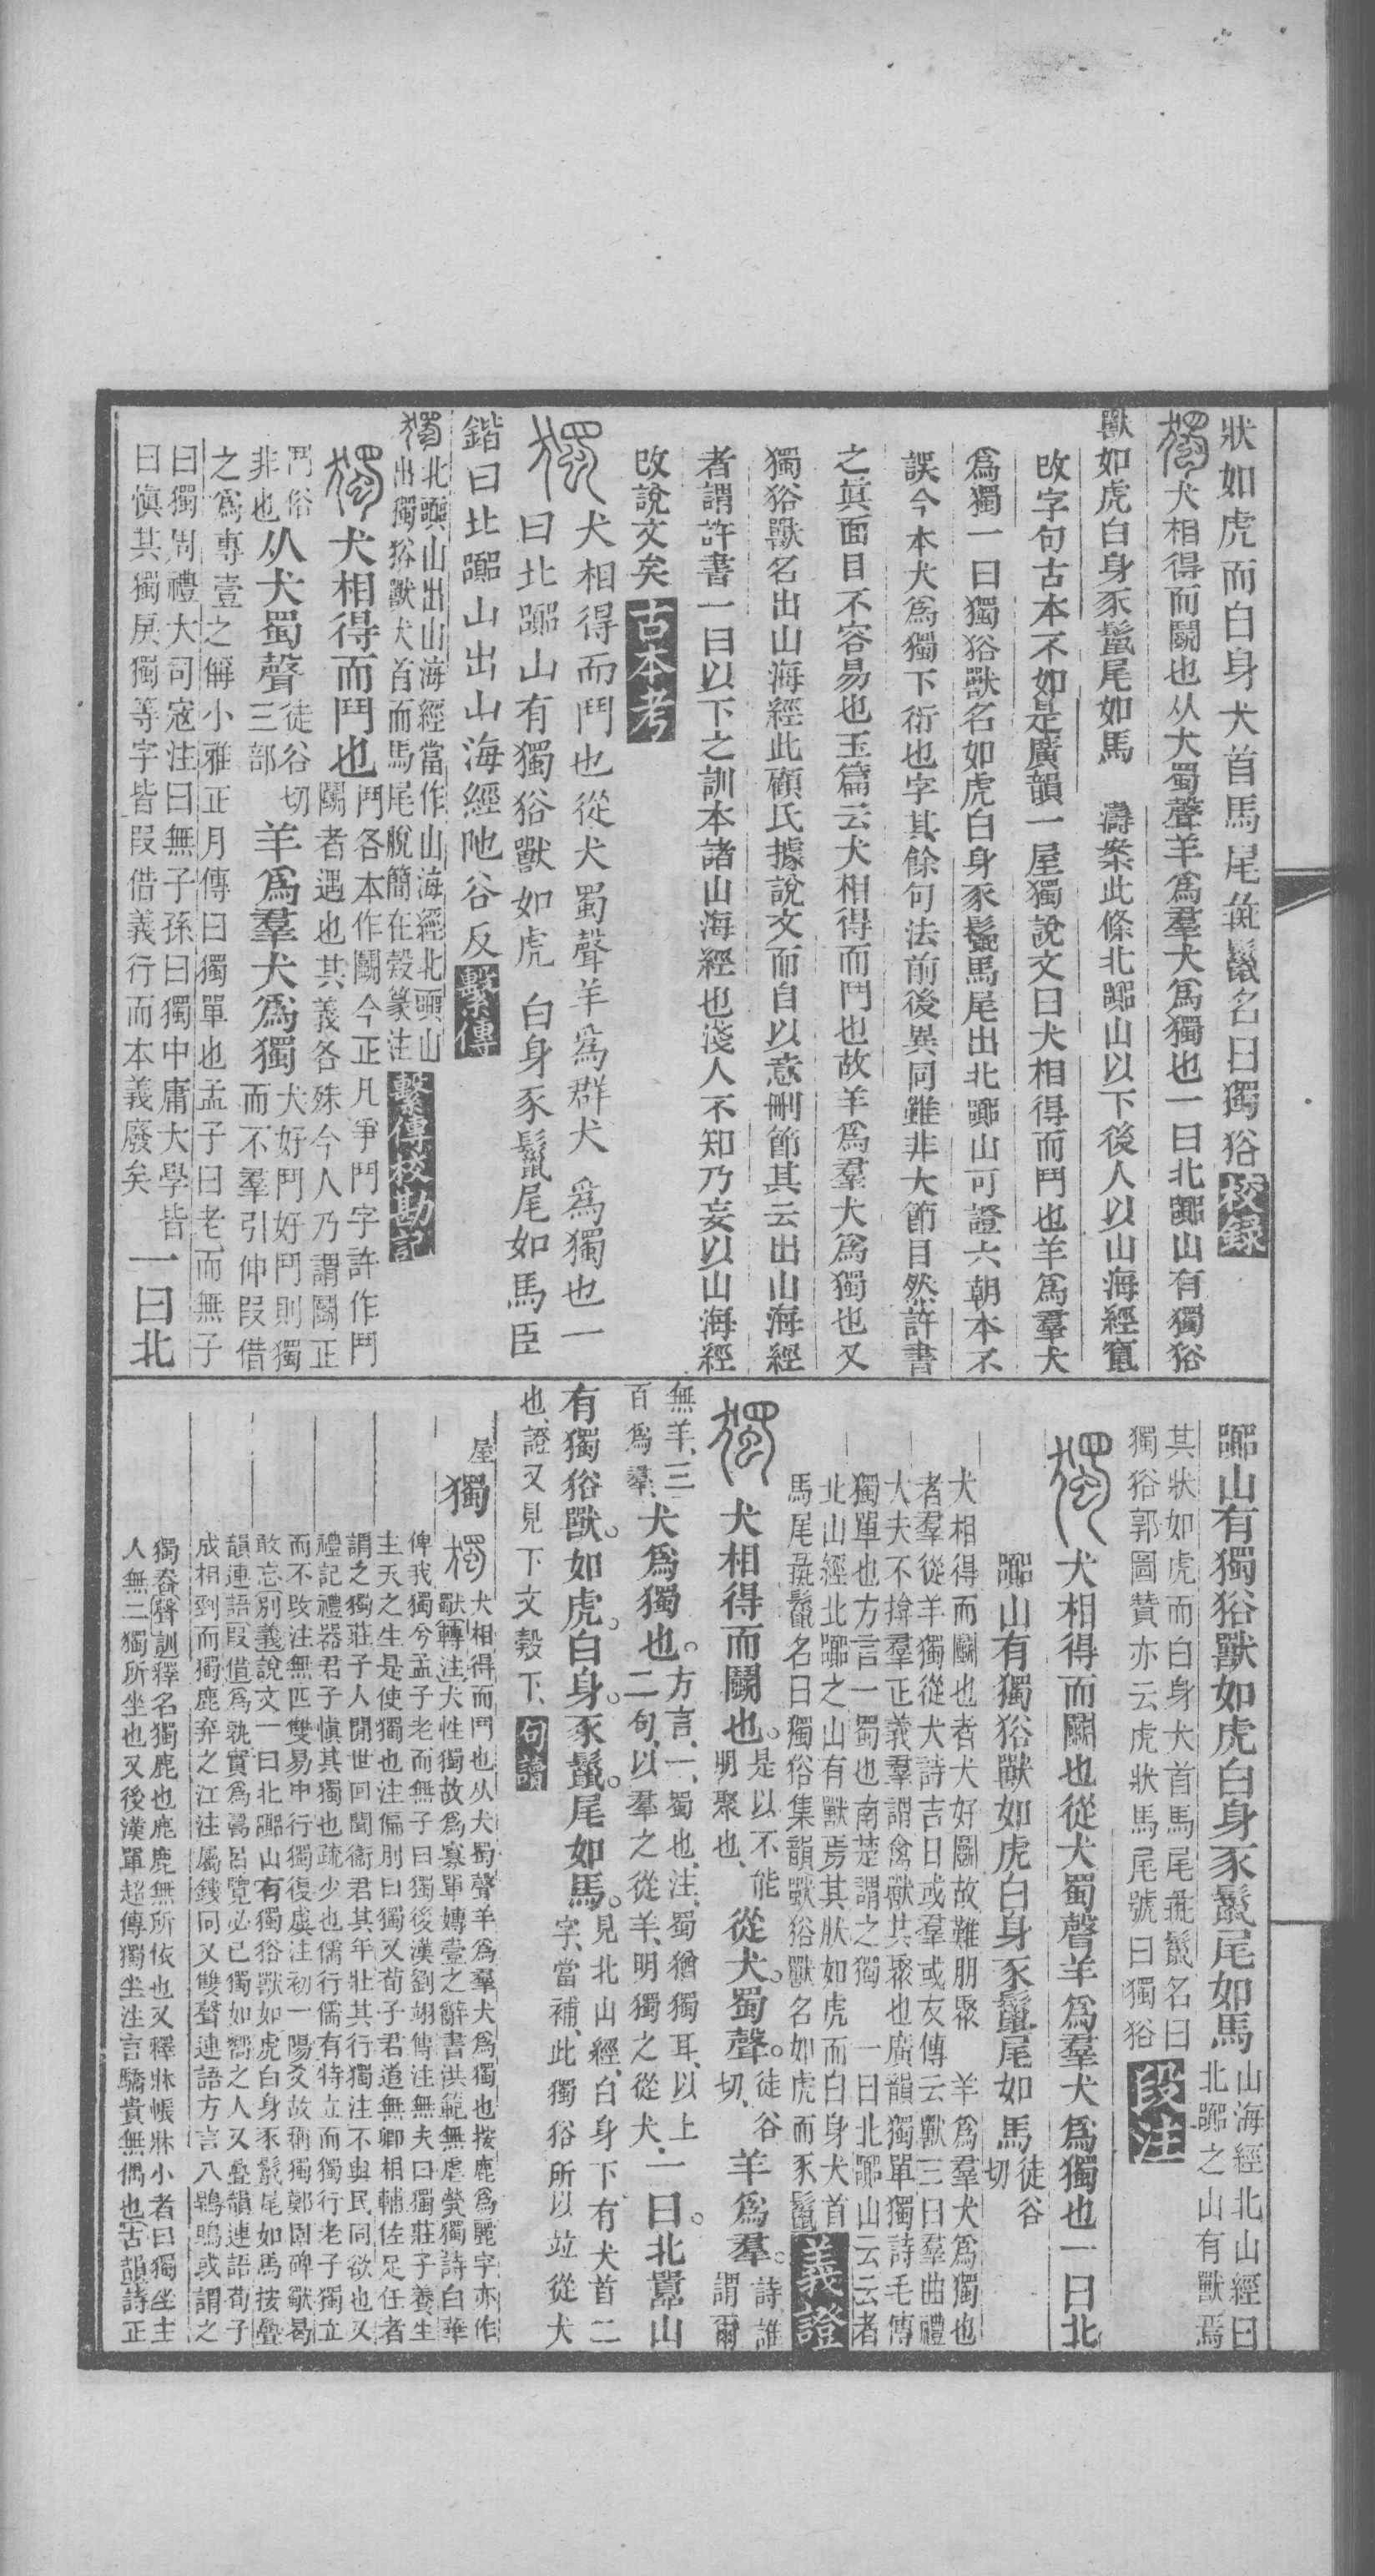 狀如虎而白身犬首馬尾彘鬣名曰獨𤞞校録
獨犬相得而鬭也从犬蜀聲羊爲羣犬爲獨也一曰北嚻山有獨𤞞
獸如虎白身豕鬣尾如馬　濤案此條北嚻山以下後人以山海經竄
攺字句古本不如是廣韻一屋獨說文曰犬相得而鬥也羊爲羣犬
爲獨一曰獨𤞞獸名如虎白身豕鬣馬尾出北嚻山可證六朝本不
誤今本犬爲獨下衍也字其餘句法前後異同雖非大節目然許書
之眞面目不容易也玉篇云犬相得而鬥也故羊爲羣犬爲獨也又
獨𤞞獸名出山海經此顧氏據說文而自以意刪節其云出山海經
者謂許書一曰以下之訓本諸山海經也淺人不知乃妄以山海經
攺說文矣古本考
獨犬相得而鬥也從犬蜀聲羊爲群犬爲獨也一
曰北嚻山有獨𤞞獸如虎白身豕鬣尾如馬臣
鍇曰北嚻山出山海經阤谷反繫傳
獨北嚻山出山海經當作山海經北嚻山
出獨𤞞獸犬首而馬尾脫簡在㺉篆注繫傳校勘記
獨犬相得而鬥也鬥各本作鬭今正凡爭鬥字許作鬥
鬭者遇也其義各殊今人乃謂鬭正
鬥俗
非也从犬蜀聲徒谷切
三部羊爲羣犬爲獨犬好鬥好鬥則獨
而不羣引伸叚借
之爲專壹之偁小雅正月傳曰獨單也孟子曰老而無子
曰獨周禮大司寇注曰無子孫曰獨中庸大學皆
曰愼其獨戾獨等字皆叚借義行而本義廢矣一曰北
嚻山有獨𤞞獸如虎白身豕鬣尾如馬山海經北山經曰
北嚻之山有獸焉
其狀如虎而白身犬首馬尾彘鬣名曰
獨𤞞郭圖贊亦云虎狀馬尾號曰獨𤞞段注
獨犬相得而鬭也從犬蜀聲羊爲羣犬爲獨也一曰北
嚻山有獨𤞞獸如虎白身豕鬣尾如馬徒谷
切
犬相得而鬭也者犬好鬭故難朋聚　羊爲羣犬爲獨也
者羣從羊獨從犬詩吉日或羣或友傳云獸三曰羣曲禮
大夫不揜羣正義羣謂禽獸共聚也廣韻獨單獨詩毛傳
獨單也方言一蜀也南楚謂之獨　一曰北嚻山云云者
北山經北嚻之山有獸焉其狀如虎而白身犬首
馬尾彘鬣名曰獨𤞞集韻獸𤞞獸名如虎而豕鬣義證
獨犬相得而鬭也是以不能
朋聚也從犬蜀聲徒谷
切羊爲羣詩誰
謂爾
無羊三
百爲羣犬爲獨也方言一蜀也注蜀猶獨耳以上
二句以羣之從羊明獨之從犬一曰北嚻山
有獨𤞞獸如虎白身豕鬣尾如馬見北山經白身下有犬首二
字當補此獨𤞞所以竝從犬
也證又見下文㺉下句讀
屋獨獨犬相得而鬥也从犬蜀聲羊爲羣犬爲獨也按鹿爲麗字亦作
轉注犬性獨故爲寡單嫥壹之辭書洪範無虐煢獨詩白華
俾我獨兮孟子老而無子曰獨後漢劉翊傳注無夫曰獨莊子養生
主天之生是使獨也注偏刖曰獨又荀子君道無卿相輔佐足任者
謂之獨莊子人閒世回聞衞君其年壯其行獨注不與民同欲也又
禮記禮器君子愼其獨也疏少也儒行儒有特立而獨行老子獨立
而不攺注無匹雙易中行獨復虞注初一陽爻故稱獨鄭固碑獸曷
敢忘別義說文一曰北嚻山有獨𤞞獸如虎白身豕鬣尾如馬按曡
韻連語叚借爲孰實爲曷呂覽必已獨如嚮之人又曡韻連語荀子
成相剄而獨鹿弃之江注屬鏤同又雙聲連語方言八鶡鴠或謂之
獨舂聲訓釋名獨鹿也鹿鹿無所依也又釋牀帳牀小者曰獨坐主
人無二獨所坐也又後漢單超傳獨坐注言驕貴無偶也古韻詩正